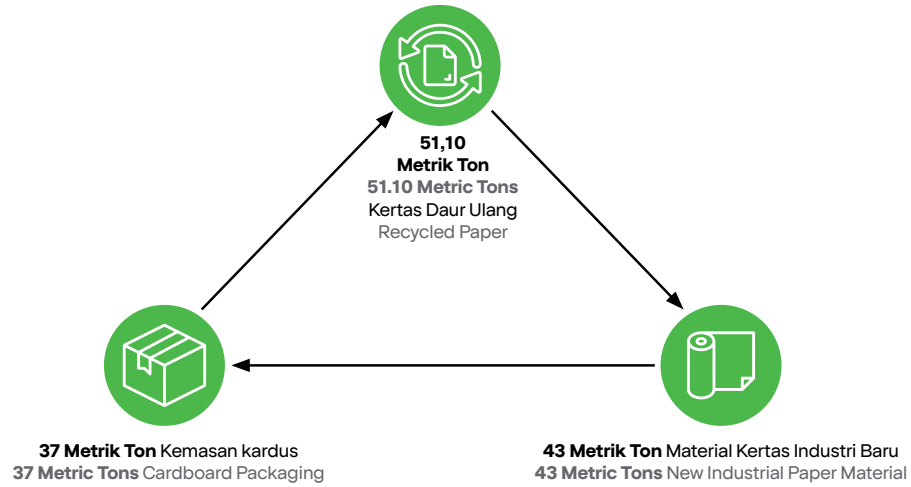 51,10
Metrik Ton
51.10 Metric Tons
Kertas Daur Ulang
Recycled Paper
37 Metrik Ton Kemasan kardus
37 Metric Tons Cardboard Packaging
43 Metrik Ton Material Kertas Industri Baru
43 Metric Tons New Industrial Paper Material